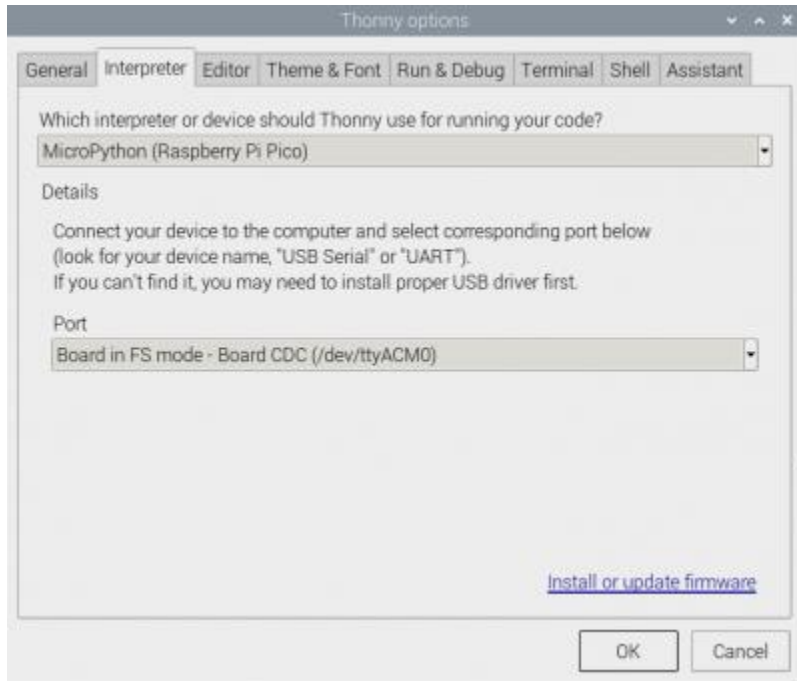 Thonny options
General Interpreter Editor Theme & Font Run & Debug Terminal Shell Assistant
Which interpreter or device should Thonny use for running your code?
MicroPython (Raspberry Pi Pico)
Details
Connect your device to the computer and select corresponding port below
(look for your device name, "USB Serial" or "UART").
If you can't find it, you may need to install proper USB driver first.
Port
Board in FS mode - Board CDC (/dev/ttyACM0)
Install or update firmware
OK Cancel